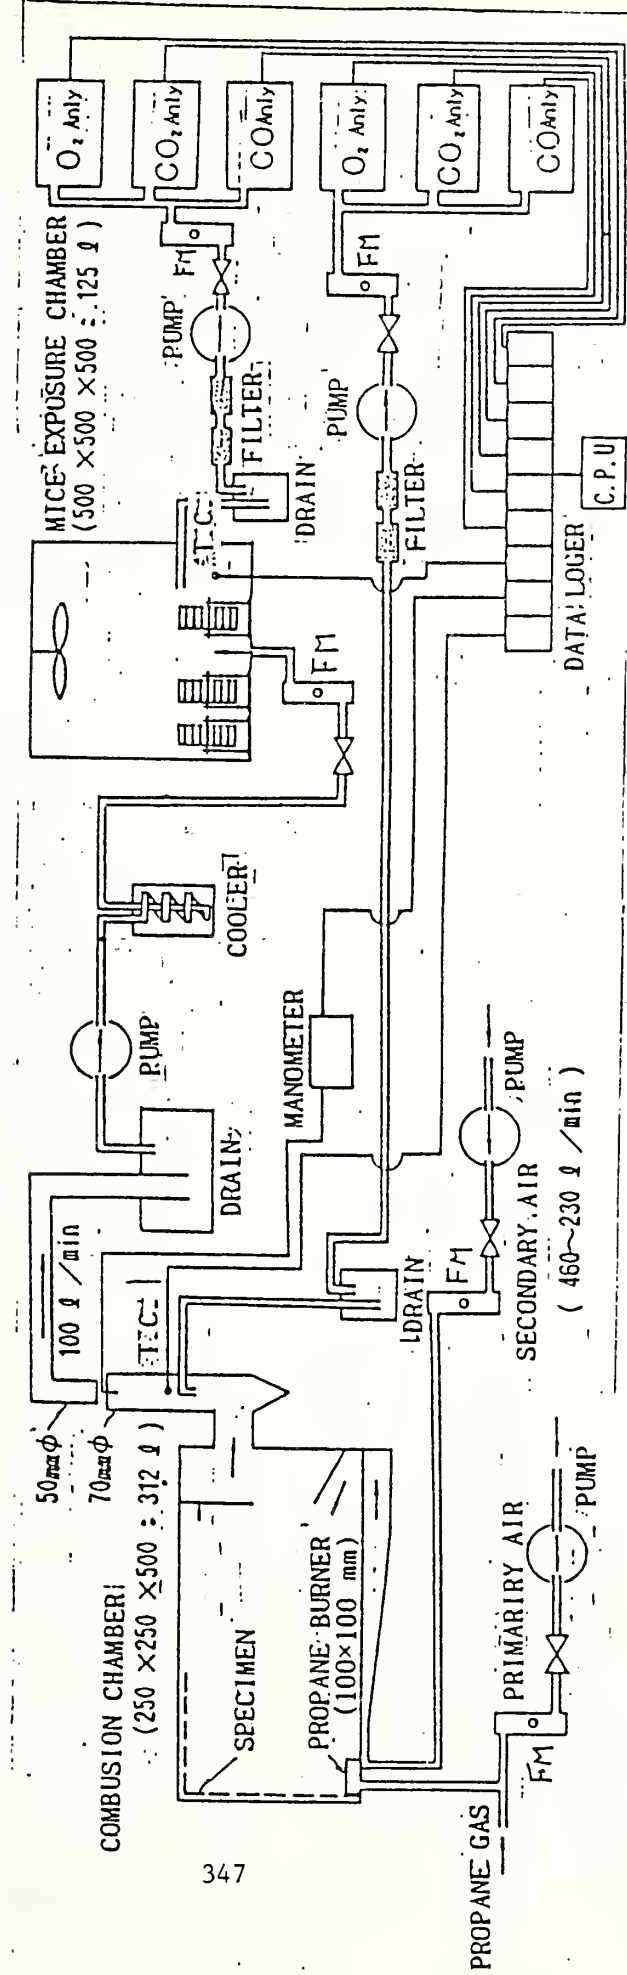 COMBUSION CHAMBER
(250 ×250 ×500 : 312 ℓ )
50mmφ
70mmφ
100 ℓ /min
T.C
DRAIN
PUMP
COOLER
MICE EXPOSURE CHAMBER
(500 ×500 ×500 : 125 ℓ )
T.C
DRAIN
FILTER
PUMP
FM
O2 Anly
CO2 Anly
CO Anly
SPECIMEN
PROPANE BURNER
(100×100 mm)
DRAIN
MANOMETER
FM
FILTER
PUMP
FM
O2 Anly
CO2 Anly
CO Anly
PROPANE GAS
FM
PRIMARIRY AIR
PUMP
FM
SECONDARY AIR
( 460~230 ℓ /min )
PUMP
DATA LOGER
C.P.U
347